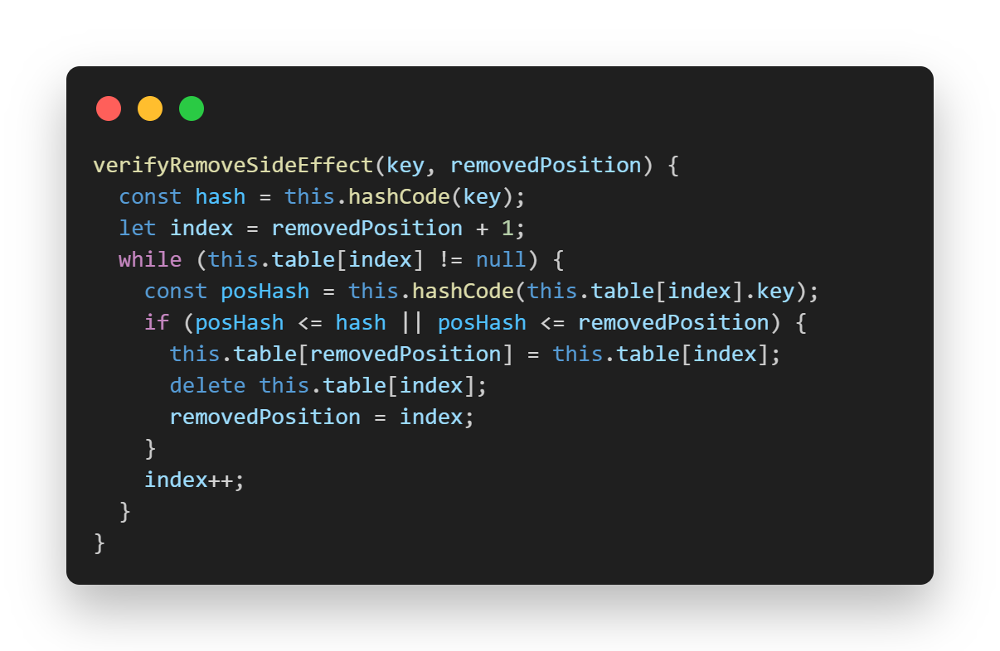 verifyRemoveSideEffect(key, removedPosition) {
  const hash = this.hashCode(key);
  let index = removedPosition + 1;
  while (this.table[index] != null) {
    const posHash = this.hashCode(this.table[index].key);
    if (posHash <= hash || posHash <= removedPosition) {
      this.table[removedPosition] = this.table[index];
      delete this.table[index];
      removedPosition = index;
    }
    index++;
  }
}